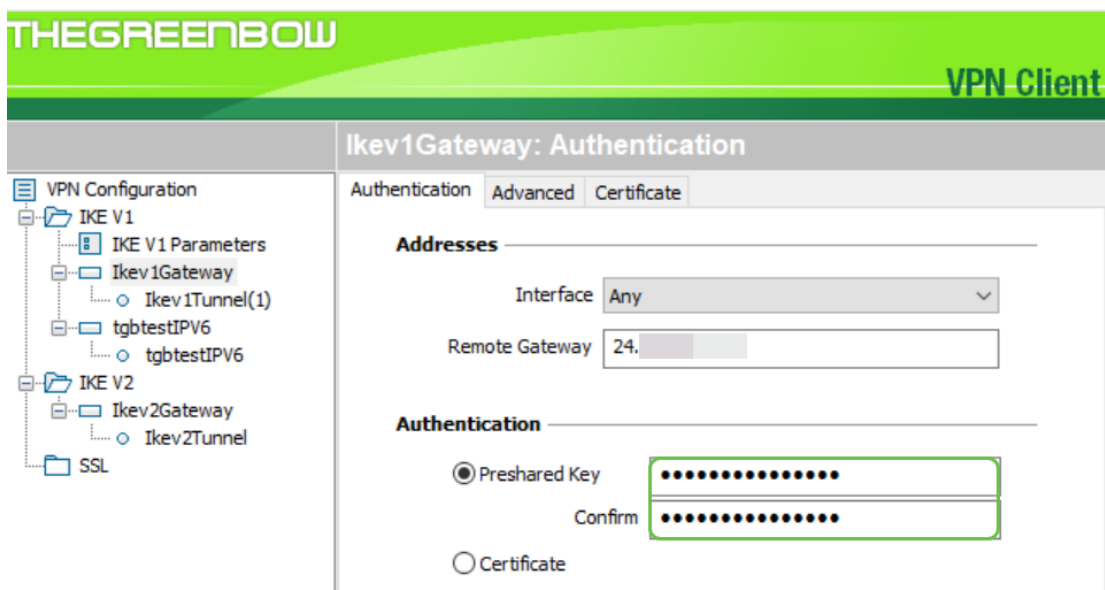 THEGREENBOW
VPN Client
Ikev1Gateway: Authentication
VPN Configuration
IKE V1
IKE V1 Parameters
Ikev1Gateway
Ikev1Tunnel(1)
tgbtestIPV6
tgbtestIPV6
IKE V2
Ikev2Gateway
Ikev2Tunnel
SSL
Authentication Advanced Certificate
Addresses
Interface Any
Remote Gateway 24.
Authentication
Preshared Key •••••••••••••••
Confirm •••••••••••••••
Certificate